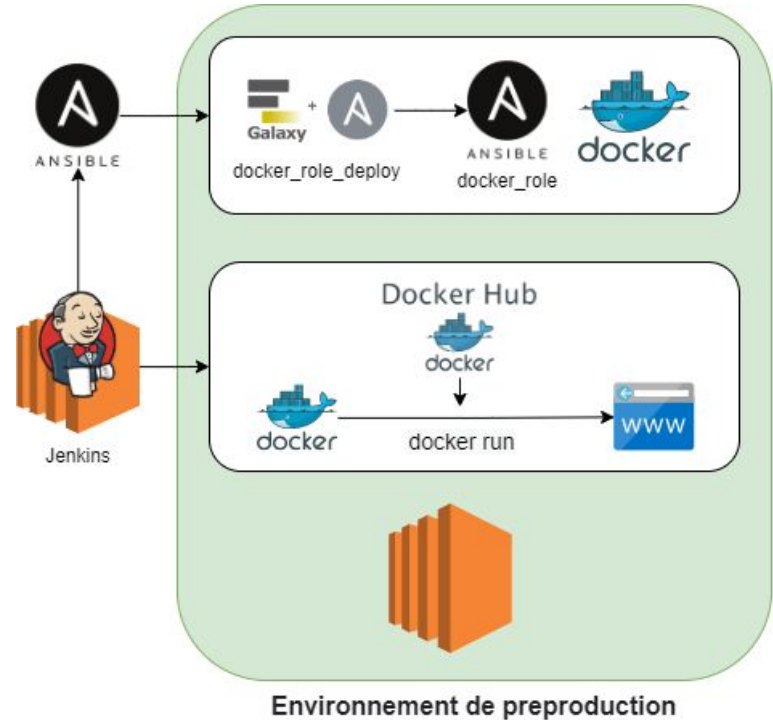 ANSIBLE
Galaxy
+
docker_role_deploy
ANSIBLE
docker_role
docker
Jenkins
Docker Hub
docker
docker
docker run
www
Environnement de preproduction